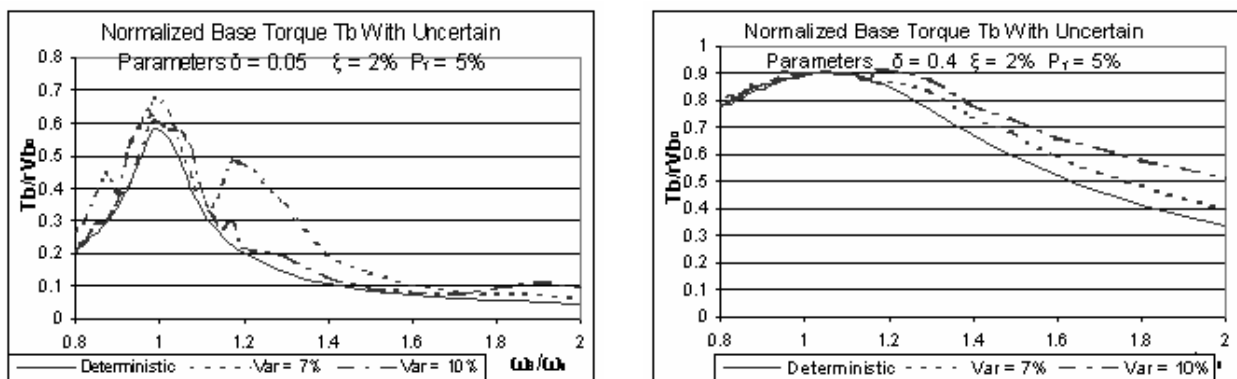 Normalized Base Torque Tb With Uncertain
Parameters δ = 0.05 ξ = 2% Pᵧ = 5%
0.8
0.7
0.6
0.5
0.4
0.3
0.2
0.1
0
Tb/rVb₀
0.8 1 1.2 1.4 1.6 1.8 2
Deterministic Var = 7% Var = 10%
Normalized Base Torque Tb With Uncertain
Parameters δ = 0.4 ξ = 2% Pᵧ = 5%
1
0.9
0.8
0.7
0.6
0.5
0.4
0.3
0.2
0.1
0
Tb/rVb₀
0.8 1 1.2 1.4 1.6 1.8 2
Deterministic Var = 7% Var = 10%